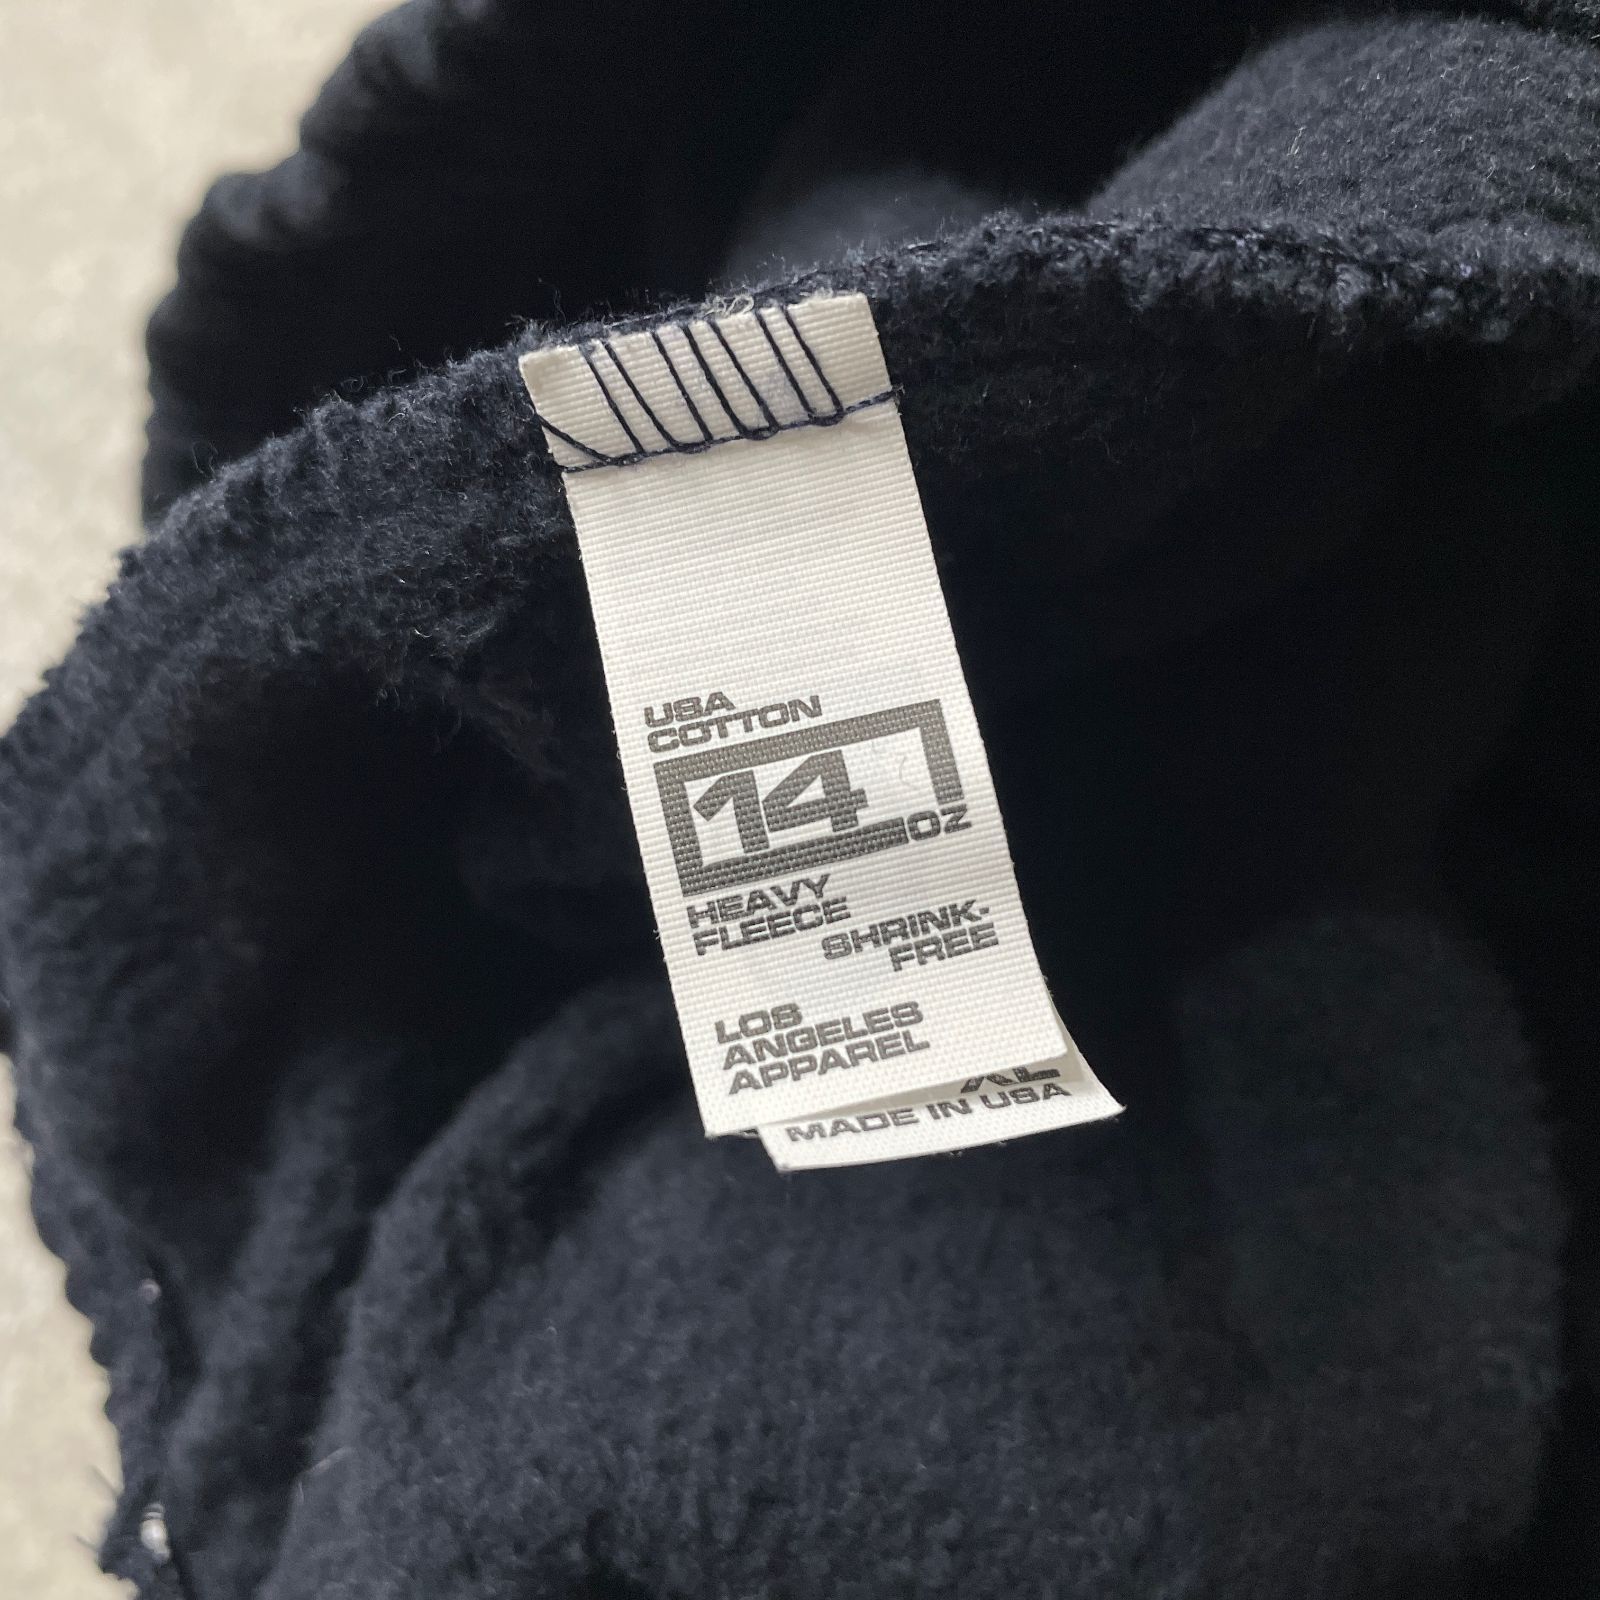 USA
COTTON
14
OZ
HEAVY
FLEECE
SHRINK-
FREE
LOS
ANGELES
APPAREL
XL
MADE IN USA